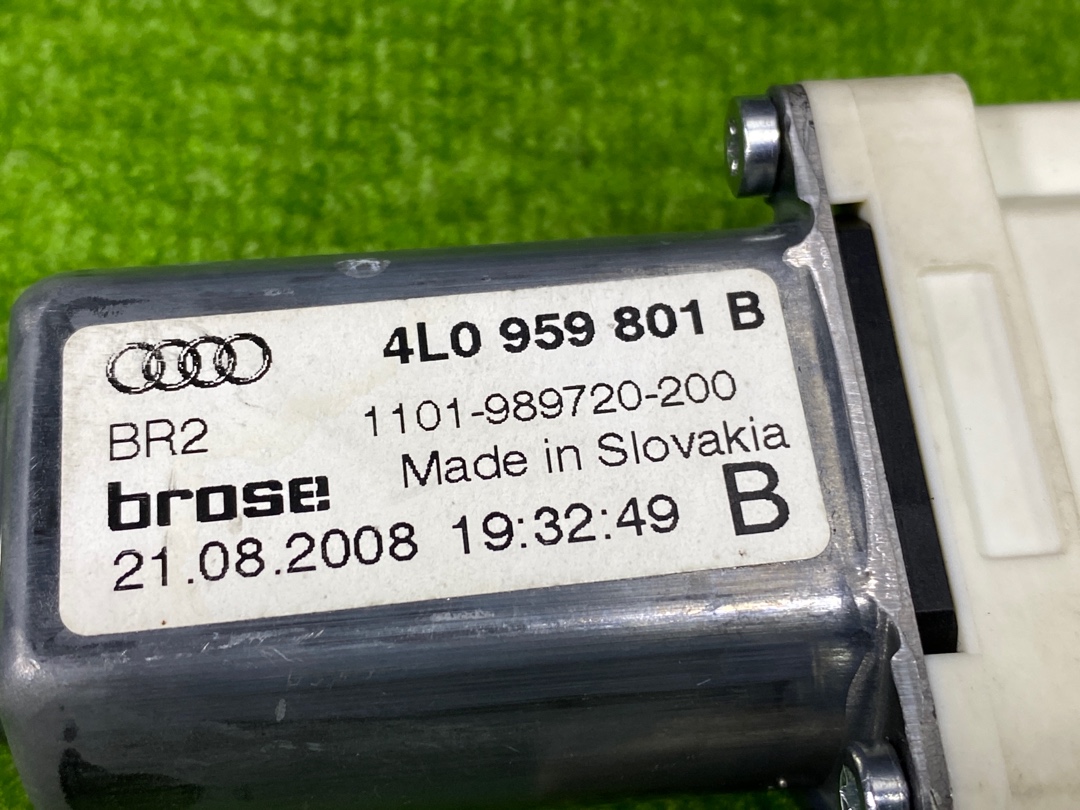 4L0 959 801 B
BR2 1101-989720-200
brose Made in Slovakia
21.08.2008 19:32:49 B